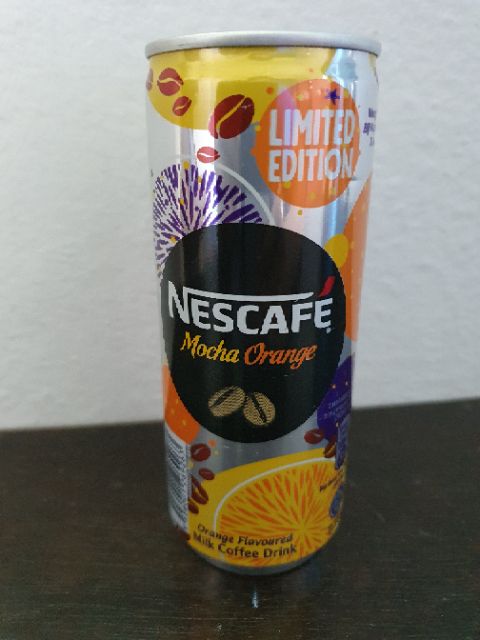 LIMITED
EDITION
NESCAFÉ
Mocha Orange
Orange Flavoured
Milk Coffee Drink